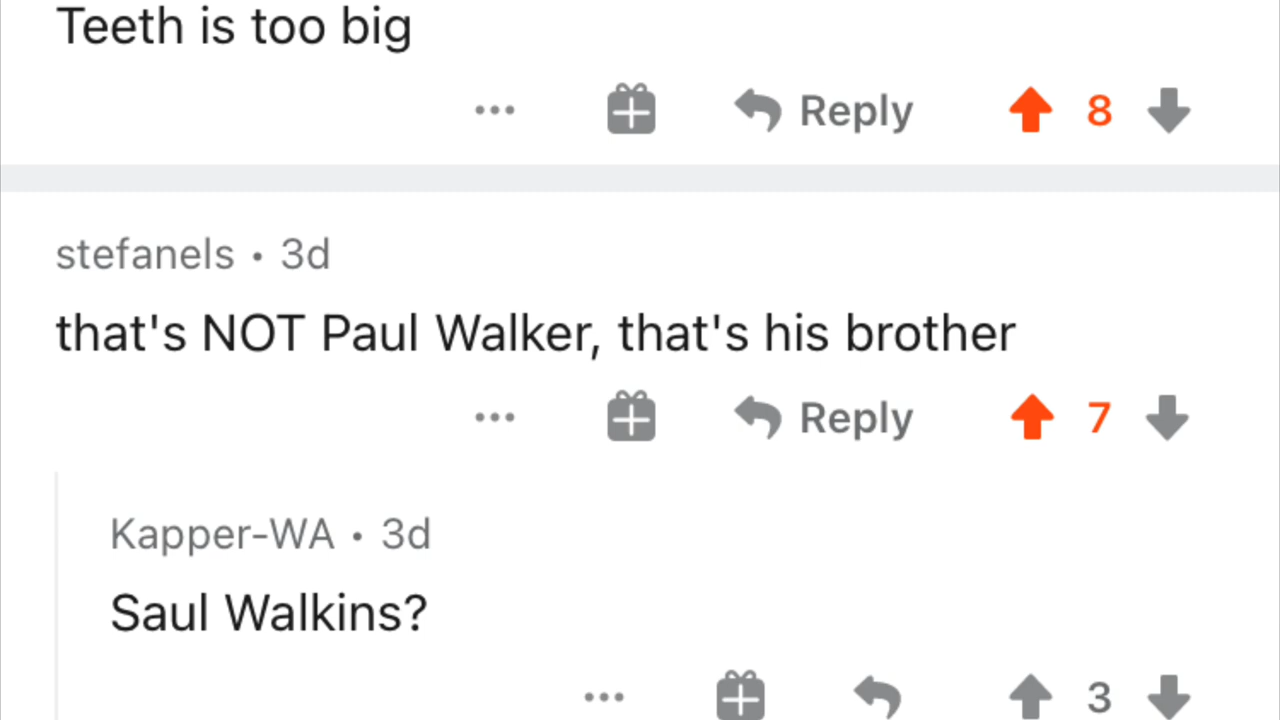 Teeth is too big
Reply 8
stefanels • 3d
that's NOT Paul Walker, that's his brother
Reply 7
Kapper-WA • 3d
Saul Walkins?
3